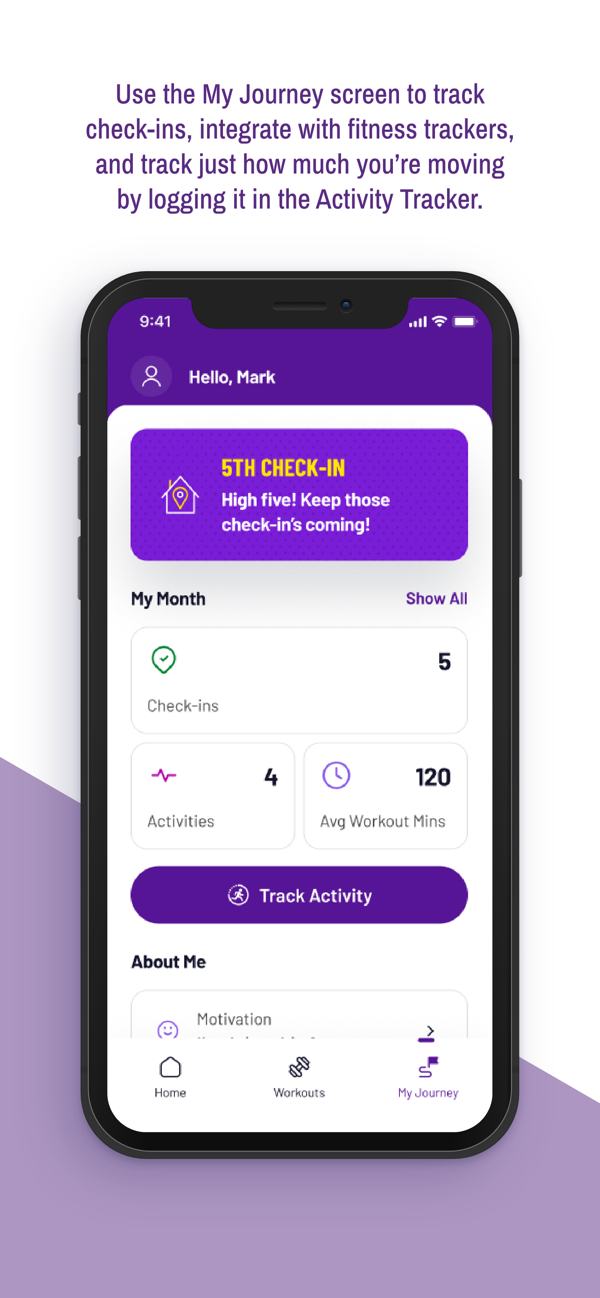 Use the My Journey screen to track
check-ins, integrate with fitness trackers,
and track just how much you’re moving
by logging it in the Activity Tracker.
9:41
Hello, Mark
5TH CHECK-IN
High five! Keep those
check-in’s coming!
My Month
Show All
5
Check-ins
4
Activities
120
Avg Workout Mins
Track Activity
About Me
Motivation
Home
Workouts
My Journey